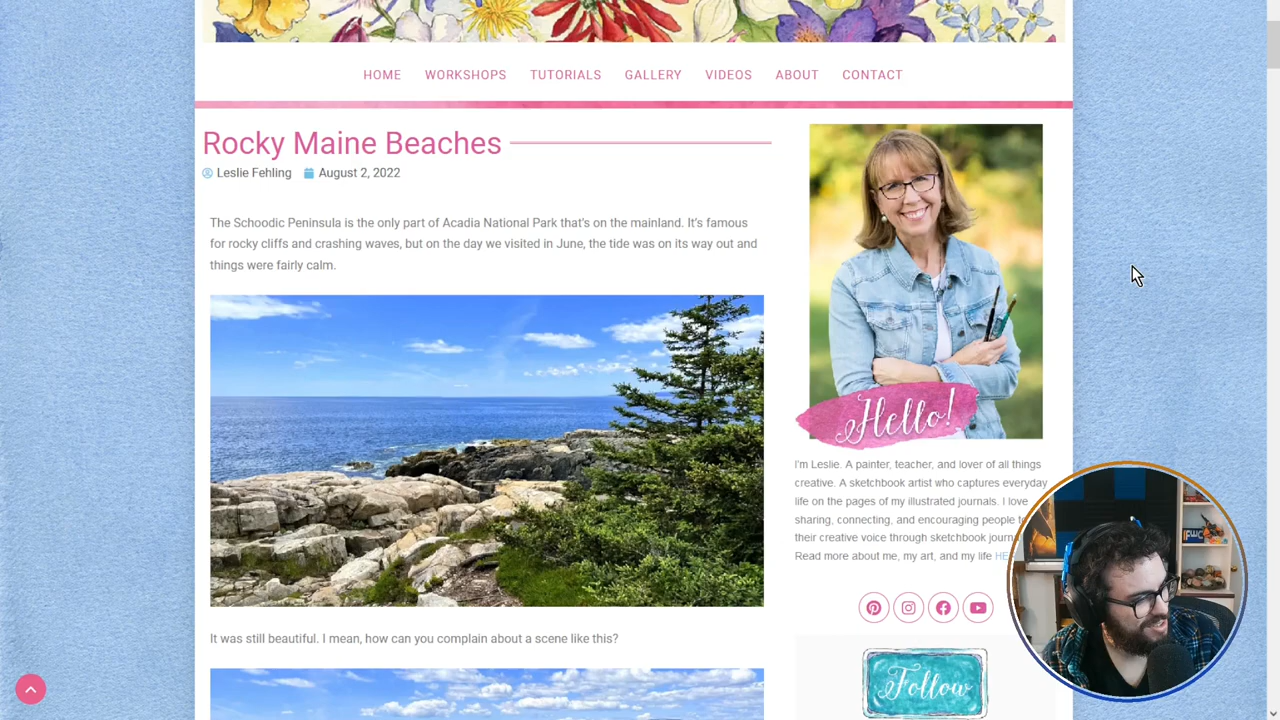 HOME WORKSHOPS TUTORIALS GALLERY VIDEOS ABOUT CONTACT
Rocky Maine Beaches
Leslie Fehling August 2, 2022
The Schoodic Peninsula is the only part of Acadia National Park that's on the mainland. It's famous
for rocky cliffs and crashing waves, but on the day we visited in June, the tide was on its way out and
things were fairly calm.
It was still beautiful. I mean, how can you complain about a scene like this?
Hello!
I'm Leslie. A painter, teacher, and lover of all things
creative. A sketchbook artist who captures everyday
life on the pages of my illustrated journals. I love
sharing, connecting, and encouraging people
their creative voice through sketchbook
Read more about me, my art, and my life
Follow